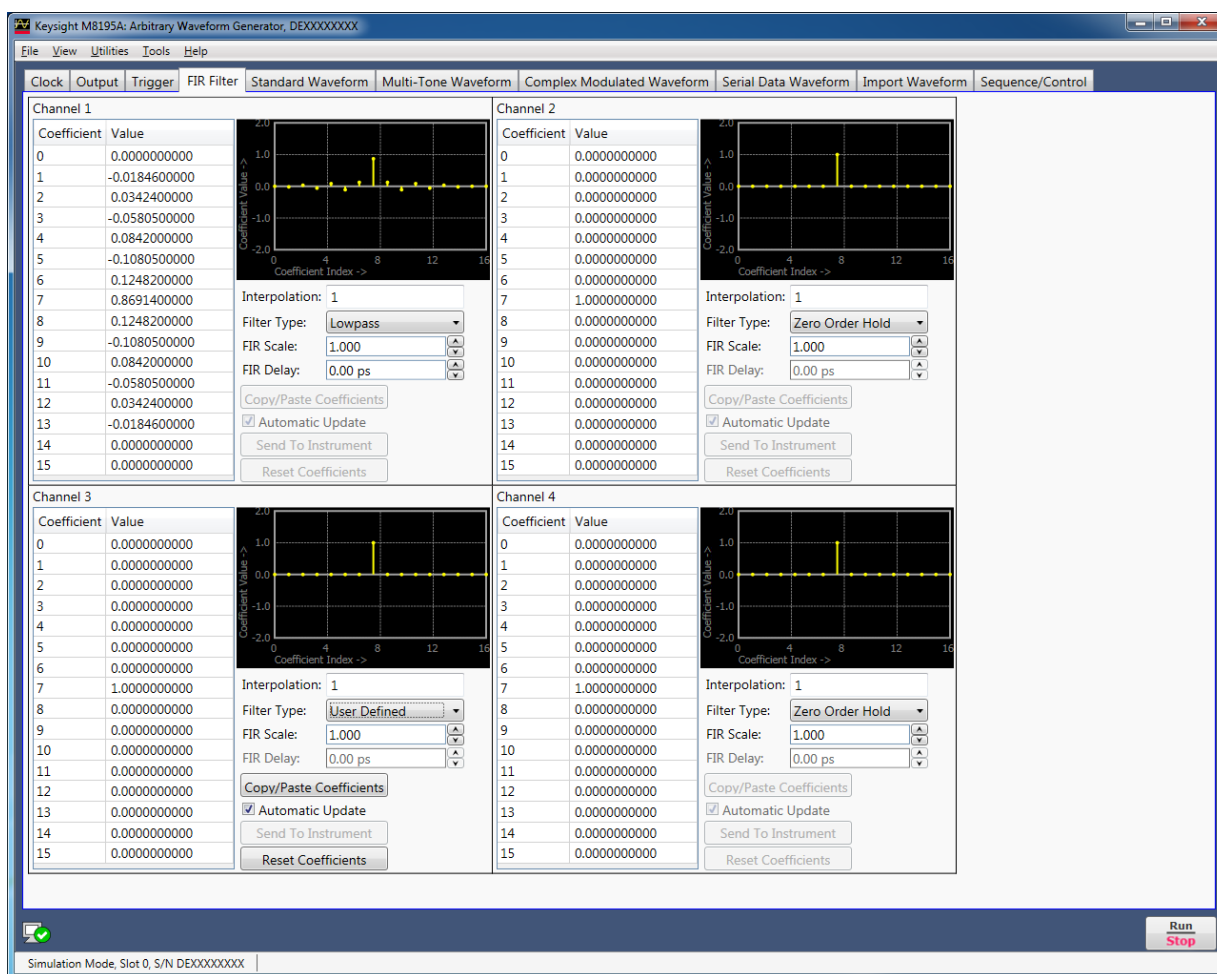 Keysight M8195A: Arbitrary Waveform Generator, DEXXXXXXXX
File View Utilities Tools Help
Clock Output Trigger FIR Filter Standard Waveform Multi-Tone Waveform Complex Modulated Waveform Serial Data Waveform Import Waveform Sequence/Control
Channel 1
Coefficient Value
0 0.0000000000
1 -0.0184600000
2 0.0342400000
3 -0.0580500000
4 0.0842000000
5 -0.1080500000
6 0.1248200000
7 0.8691400000
8 0.1248200000
9 -0.1080500000
10 0.0842000000
11 -0.0580500000
12 0.0342400000
13 -0.0184600000
14 0.0000000000
15 0.0000000000
Coefficient Value ->
2.0
1.0
0.0
-1.0
-2.0
0 4 8 12 16
Coefficient Index ->
Interpolation: 1
Filter Type: Lowpass
FIR Scale: 1.000
FIR Delay: 0.00 ps
Copy/Paste Coefficients
Automatic Update
Send To Instrument
Reset Coefficients
Channel 2
Coefficient Value
0 0.0000000000
1 0.0000000000
2 0.0000000000
3 0.0000000000
4 0.0000000000
5 0.0000000000
6 0.0000000000
7 1.0000000000
8 0.0000000000
9 0.0000000000
10 0.0000000000
11 0.0000000000
12 0.0000000000
13 0.0000000000
14 0.0000000000
15 0.0000000000
Coefficient Value ->
2.0
1.0
0.0
-1.0
-2.0
0 4 8 12 16
Coefficient Index ->
Interpolation: 1
Filter Type: Zero Order Hold
FIR Scale: 1.000
FIR Delay: 0.00 ps
Copy/Paste Coefficients
Automatic Update
Send To Instrument
Reset Coefficients
Channel 3
Coefficient Value
0 0.0000000000
1 0.0000000000
2 0.0000000000
3 0.0000000000
4 0.0000000000
5 0.0000000000
6 0.0000000000
7 1.0000000000
8 0.0000000000
9 0.0000000000
10 0.0000000000
11 0.0000000000
12 0.0000000000
13 0.0000000000
14 0.0000000000
15 0.0000000000
Coefficient Value ->
2.0
1.0
0.0
-1.0
-2.0
0 4 8 12 16
Coefficient Index ->
Interpolation: 1
Filter Type: User Defined
FIR Scale: 1.000
FIR Delay: 0.00 ps
Copy/Paste Coefficients
Automatic Update
Send To Instrument
Reset Coefficients
Channel 4
Coefficient Value
0 0.0000000000
1 0.0000000000
2 0.0000000000
3 0.0000000000
4 0.0000000000
5 0.0000000000
6 0.0000000000
7 1.0000000000
8 0.0000000000
9 0.0000000000
10 0.0000000000
11 0.0000000000
12 0.0000000000
13 0.0000000000
14 0.0000000000
15 0.0000000000
Coefficient Value ->
2.0
1.0
0.0
-1.0
-2.0
0 4 8 12 16
Coefficient Index ->
Interpolation: 1
Filter Type: Zero Order Hold
FIR Scale: 1.000
FIR Delay: 0.00 ps
Copy/Paste Coefficients
Automatic Update
Send To Instrument
Reset Coefficients
Run
Stop
Simulation Mode, Slot 0, S/N DEXXXXXXXX